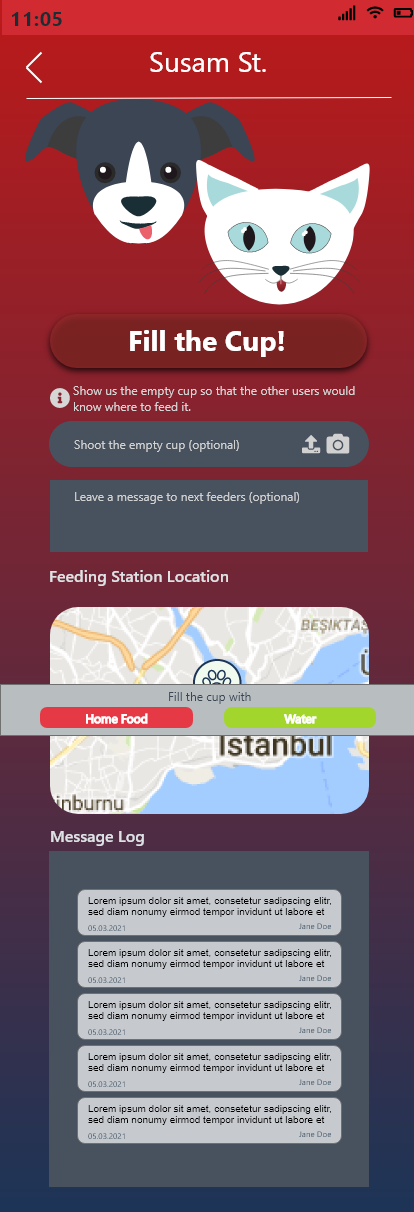 11:05
Susam St.
Fill the Cup!
Show us the empty cup so that the other users would
know where to feed it.
Shoot the empty cup (optional)
Leave a message to next feeders (optional)
Feeding Station Location
BEŞİKTAŞ
Ü
Fill the cup with
Home Food
Water
İstanbul
inburnu
Message Log
Lorem ipsum dolor sit amet, consetetur sadipscing elitr,
sed diam nonumy eirmod tempor invidunt ut labore et
05.03.2021 Jane Doe
Lorem ipsum dolor sit amet, consetetur sadipscing elitr,
sed diam nonumy eirmod tempor invidunt ut labore et
05.03.2021 Jane Doe
Lorem ipsum dolor sit amet, consetetur sadipscing elitr,
sed diam nonumy eirmod tempor invidunt ut labore et
05.03.2021 Jane Doe
Lorem ipsum dolor sit amet, consetetur sadipscing elitr,
sed diam nonumy eirmod tempor invidunt ut labore et
05.03.2021 Jane Doe
Lorem ipsum dolor sit amet, consetetur sadipscing elitr,
sed diam nonumy eirmod tempor invidunt ut labore et
05.03.2021 Jane Doe